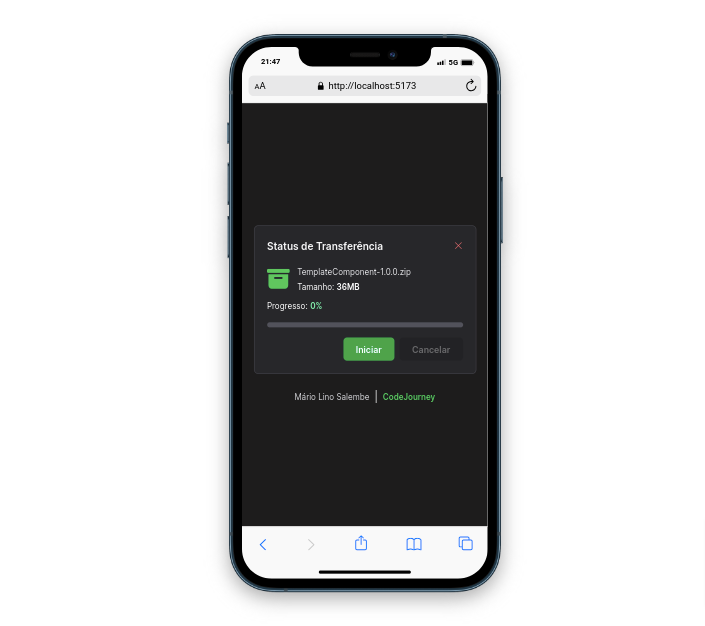 21:47
5G
AA
http://localhost:5173
Status de Transferência
TemplateComponent-1.0.0.zip
Tamanho: 36MB
Progresso: 0%
Iniciar
Cancelar
Mário Lino Salembe | CodeJourney